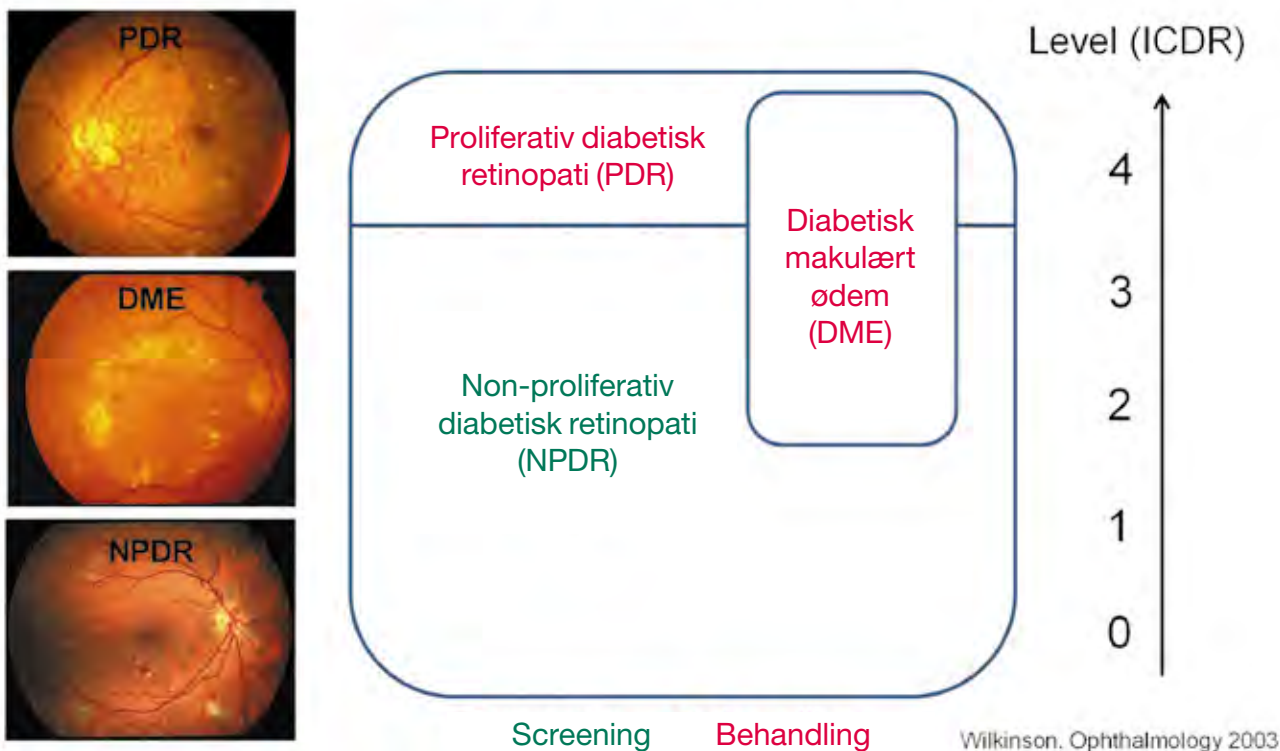 PDR
DME
NPDR
Proliferativ diabetisk
retinopati (PDR)
Diabetisk
makulært
ødem
(DME)
Non-proliferativ
diabetisk retinopati
(NPDR)
Screening
Behandling
Level (ICDR)
4
3
2
1
0
Wilkinson. Ophthalmology 2003